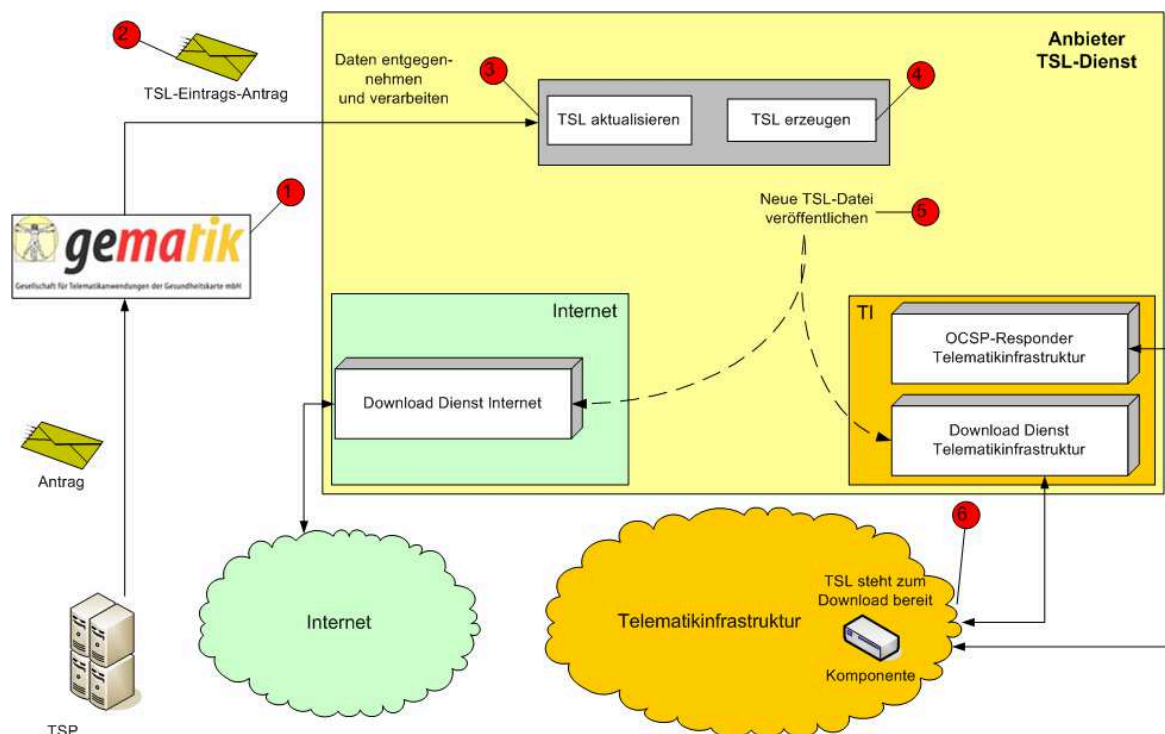 2
TSL-Eintrags-Antrag
Daten entgegen-
nehmen
und verarbeiten
3
4
Anbieter
TSL-Dienst
TSL aktualisieren
TSL erzeugen
1
gematik
Gesellschaft für Telematikanwendungen der Gesundheitskarte mbH
Neue TSL-Datei
veröffentlichen
5
Internet
Download Dienst Internet
TI
OCSP-Responder
Telematikinfrastruktur
Download Dienst
Telematikinfrastruktur
Antrag
6
Internet
Telematikinfrastruktur
TSL steht zum
Download bereit
Komponente
TSP